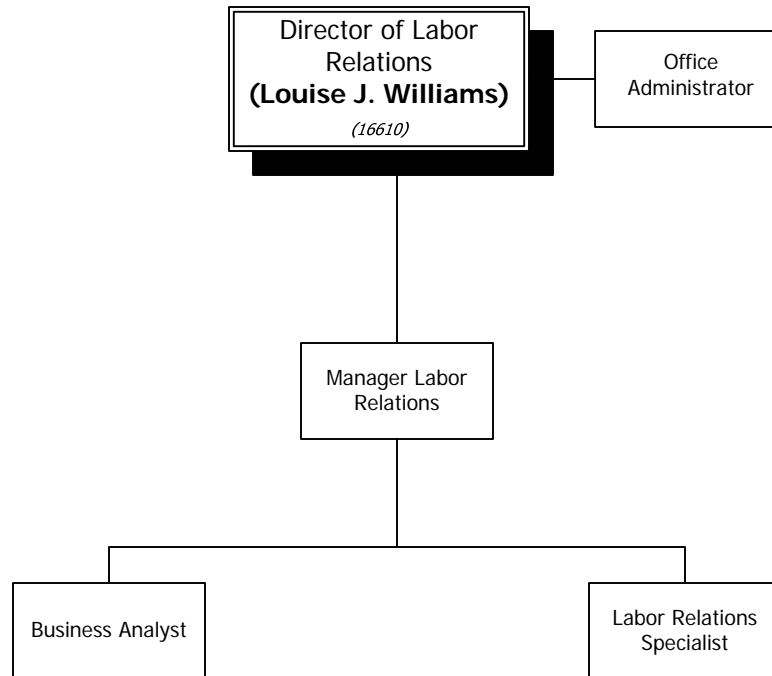 Director of Labor
Relations
(Louise J. Williams)
(16610)
Office
Administrator
Manager Labor
Relations
Business Analyst
Labor Relations
Specialist